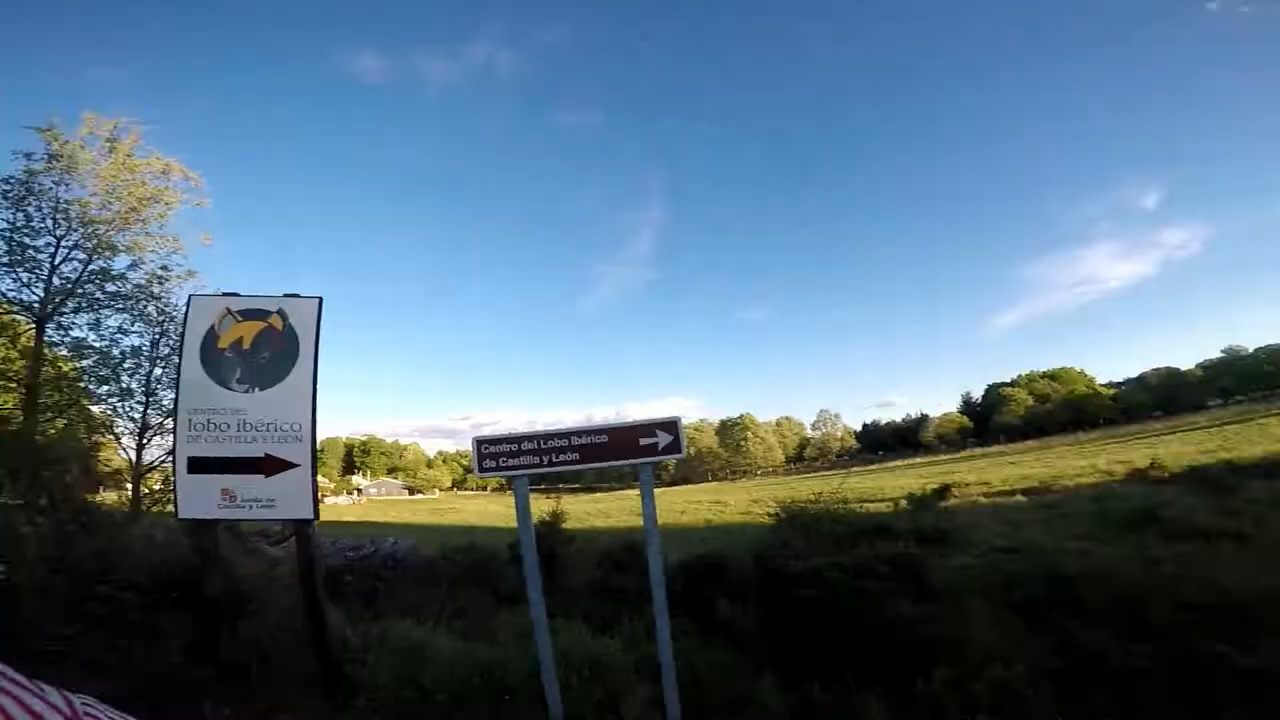 CENTRO DEL
lobo ibérico
DE CASTILLA Y LEÓN
Junta de
Castilla y León
Centro del Lobo Ibérico
de Castilla y León